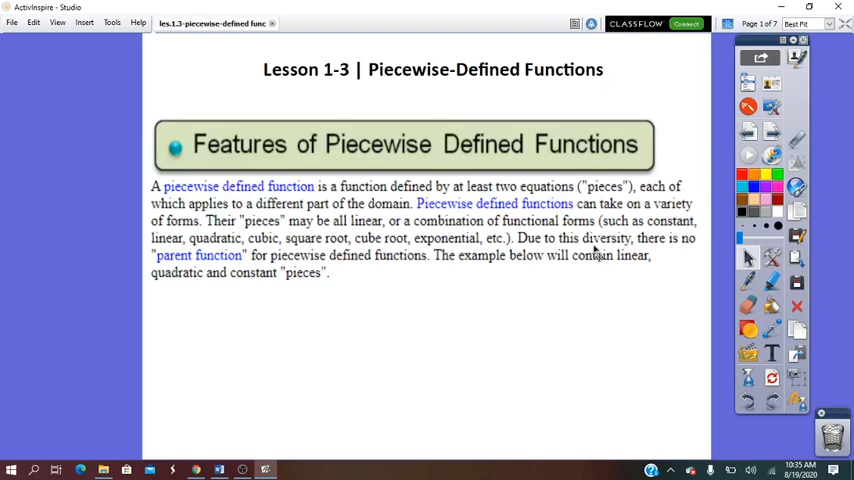 ActivInspire - Studio
File Edit View Insert Tools Help
les.1.3-piecewise-defined func
CLASSFLOW Connect
Page 1 of 7
Best Fit
Lesson 1-3 | Piecewise-Defined Functions
Features of Piecewise Defined Functions
A piecewise defined function is a function defined by at least two equations ("pieces"), each of
which applies to a different part of the domain. Piecewise defined functions can take on a variety
of forms. Their "pieces" may be all linear, or a combination of functional forms (such as constant,
linear, quadratic, cubic, square root, cube root, exponential, etc.). Due to this diversity, there is no
"parent function" for piecewise defined functions. The example below will contain linear,
quadratic and constant "pieces".
10:35 AM
8/19/2020